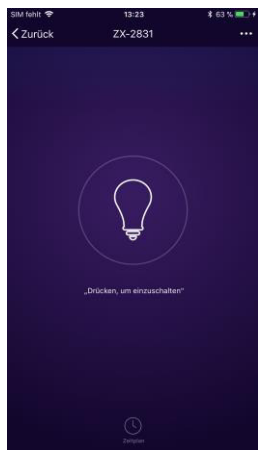 SIM fehlt 13:23 63 %
Zurück ZX-2831
„Drücken, um einzuschalten"
Zeitplan